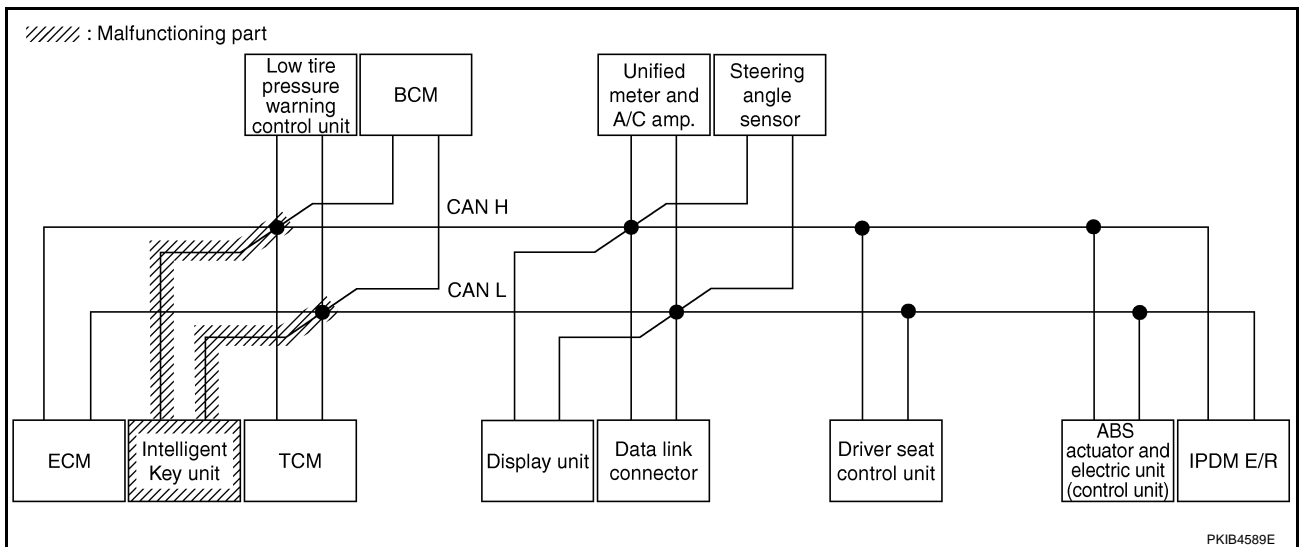 : Malfunctioning part
Low tire
pressure
warning
control unit
BCM
Unified
meter and
A/C amp.
Steering
angle
sensor
CAN H
CAN L
ECM
Intelligent
Key unit
TCM
Display unit
Data link
connector
Driver seat
control unit
ABS
actuator and
electric unit
(control unit)
IPDM E/R
PKIB4589E